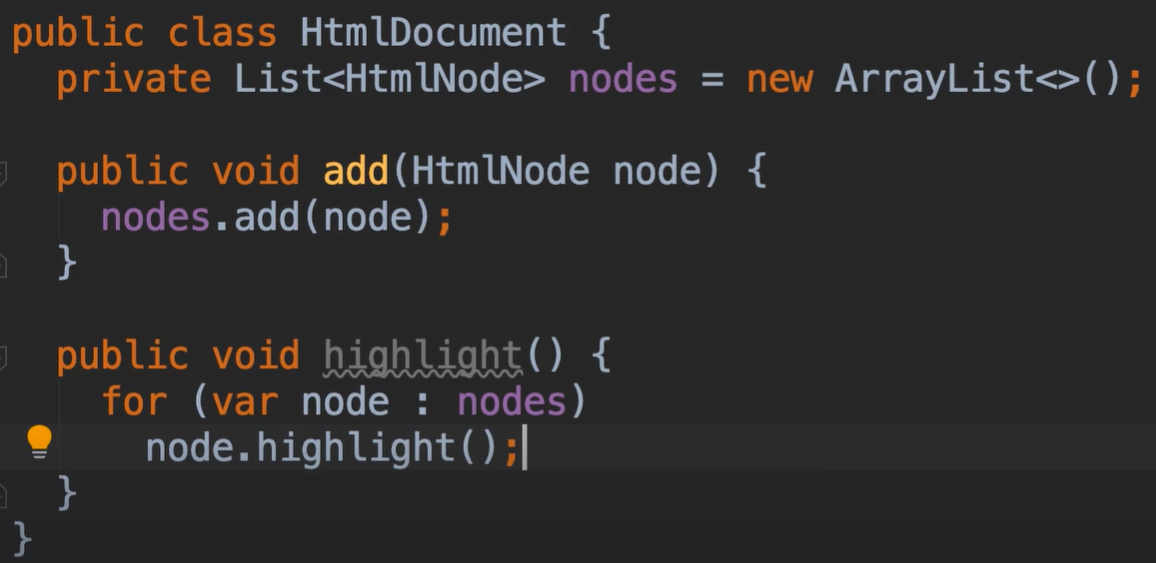 public class HtmlDocument {
  private List<HtmlNode> nodes = new ArrayList<>();

  public void add(HtmlNode node) {
    nodes.add(node);
  }

  public void highlight() {
    for (var node : nodes)
      node.highlight();
  }
}